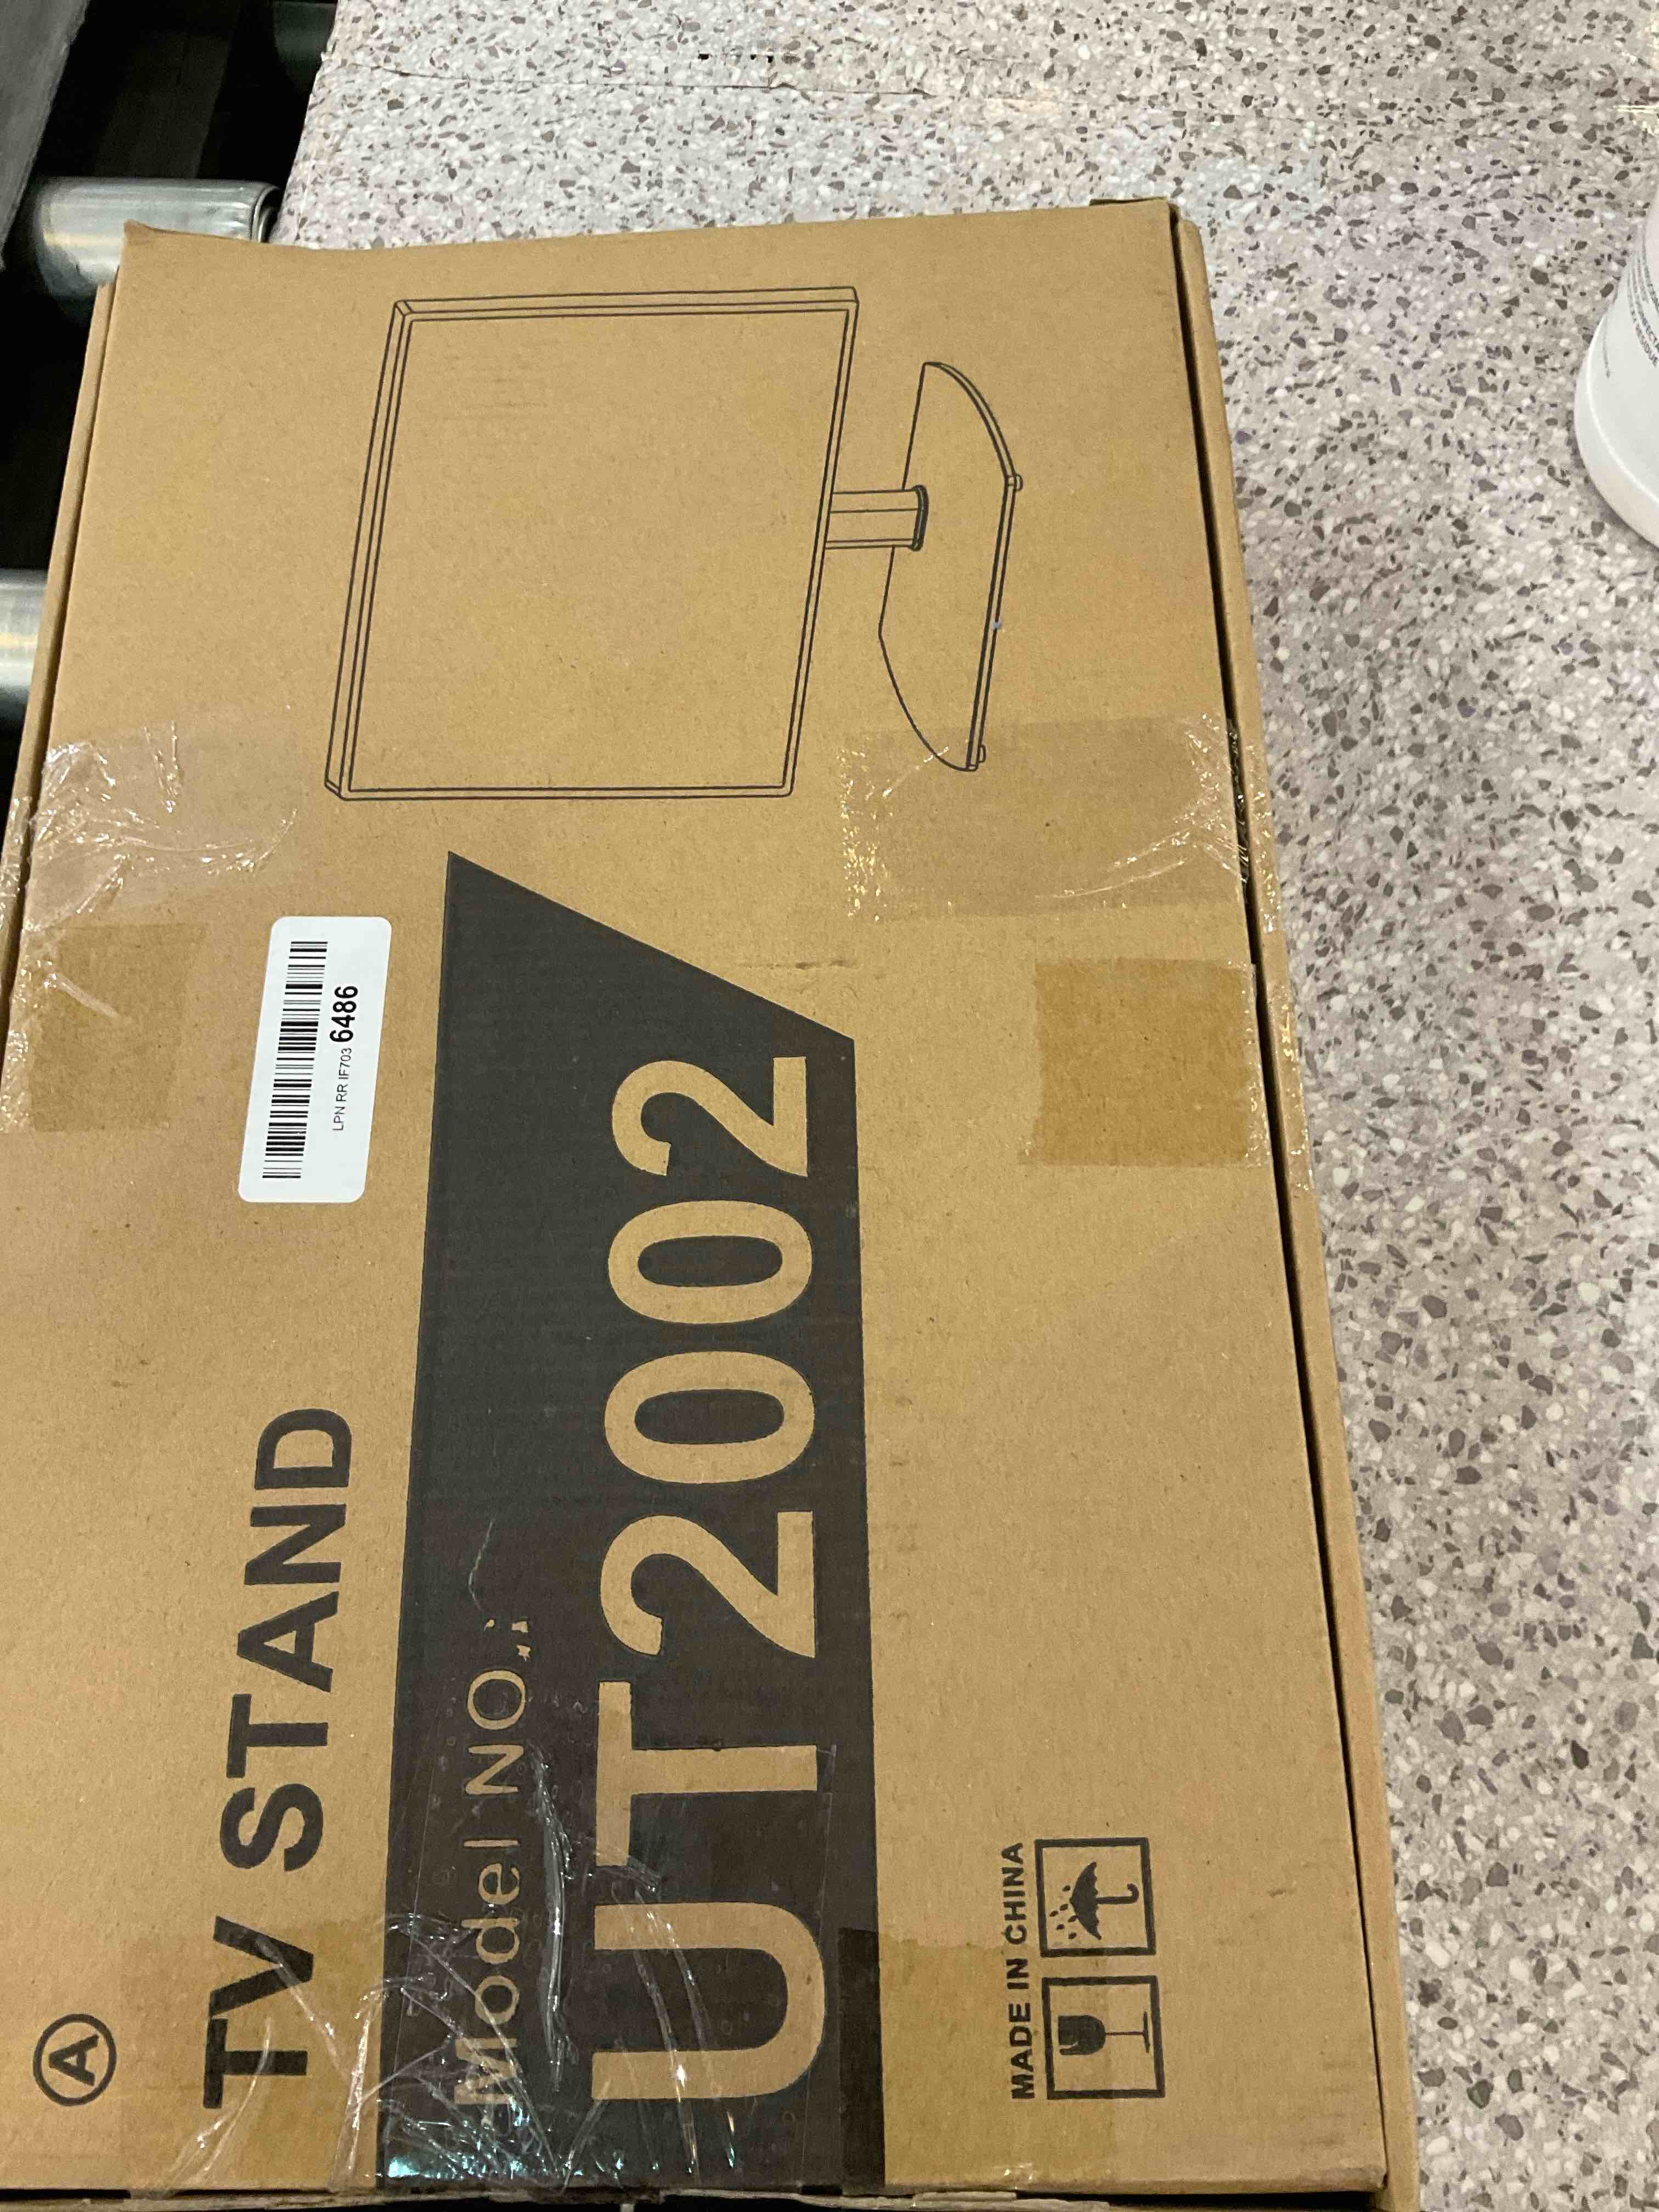 A
TV STAND
LPN RR IF703 6486
Model NO.:
UT2002
MADE IN CHINA